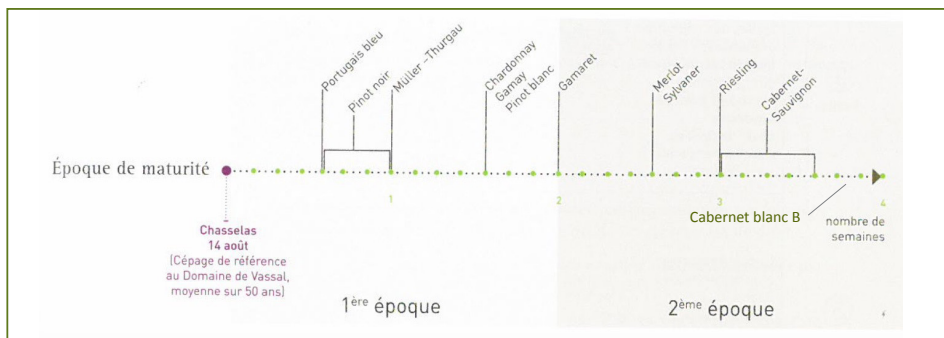 Portugais bleu
Pinot noir
Müller –Thurgau
Chardonnay
Gamay
Pinot blanc
Gamaret
Merlot
Sylvaner
Riesling
Cabernet-
Sauvignon
Époque de maturité
1
2
3
4
Cabernet blanc B
nombre de
semaines
Chasselas
14 août
(Cépage de référence
au Domaine de Vassal,
moyenne sur 50 ans)
1ère époque
2ème époque